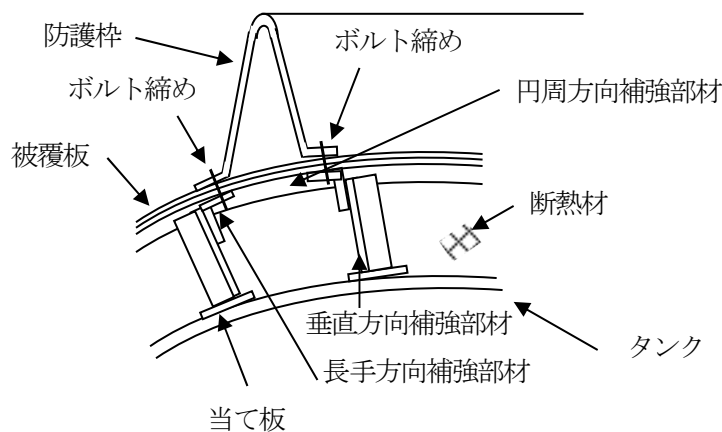 防護枠
ボルト締め
ボルト締め
円周方向補強部材
被覆板
断熱材
垂直方向補強部材
タンク
長手方向補強部材
当て板